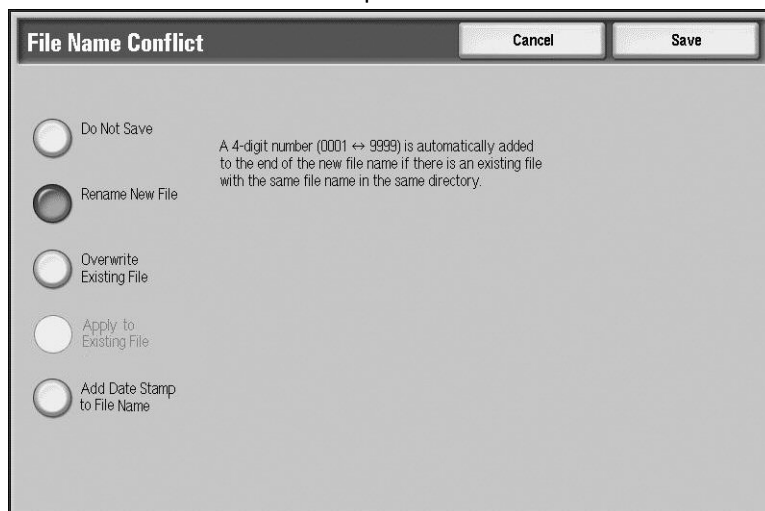 File Name Conflict
Cancel
Save
Do Not Save
A 4-digit number (0001 ↔ 9999) is automatically added
to the end of the new file name if there is an existing file
with the same file name in the same directory.
Rename New File
Overwrite
Existing File
Apply to
Existing File
Add Date Stamp
to File Name